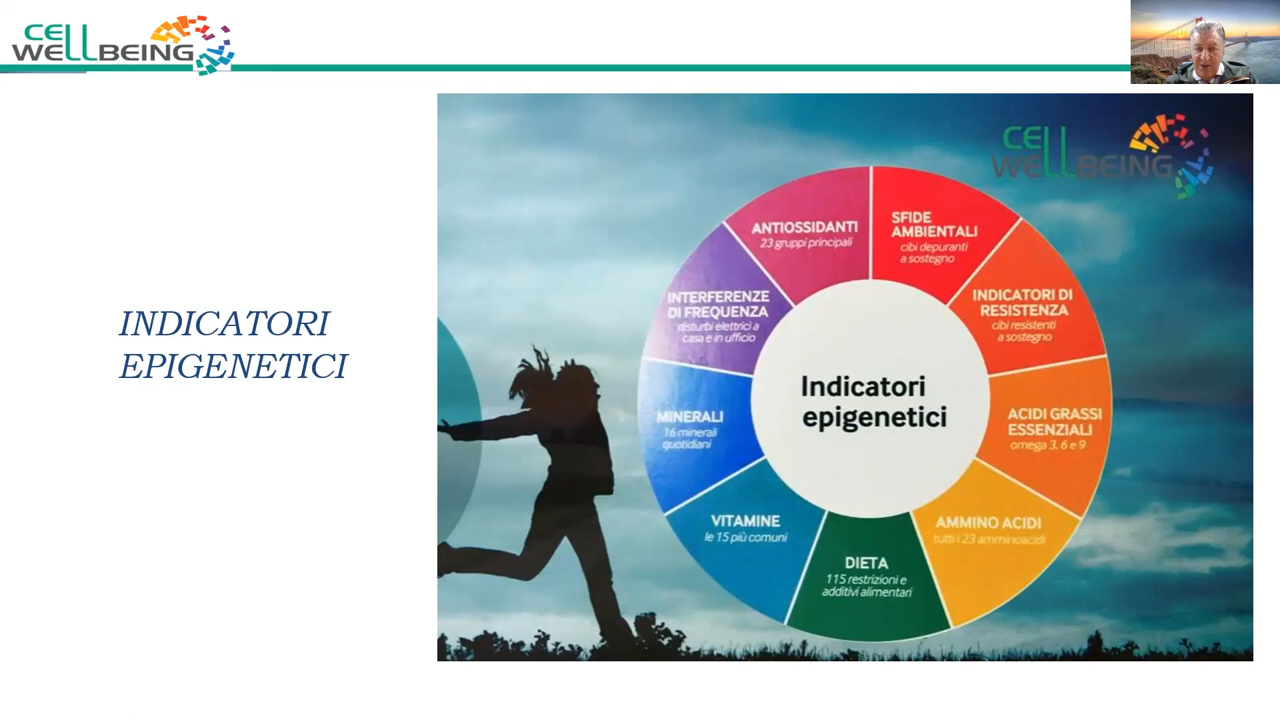 CELL
WELLBEING
CELL
WELLBEING
INDICATORI
EPIGENETICI
Indicatori
epigenetici
SFIDE
AMBIENTALI
cibi depuranti
a sostegno
INDICATORI DI
RESISTENZA
cibi resistenti
a sostegno
ACIDI GRASSI
ESSENZIALI
omega 3, 6 e 9
AMMINO ACIDI
tutti i 23 amminoacidi
DIETA
115 restrizioni e
additivi alimentari
VITAMINE
le 15 più comuni
MINERALI
16 minerali
quotidiani
INTERFERENZE
DI FREQUENZA
disturbi elettrici a
casa e in ufficio
ANTIOSSIDANTI
23 gruppi principali